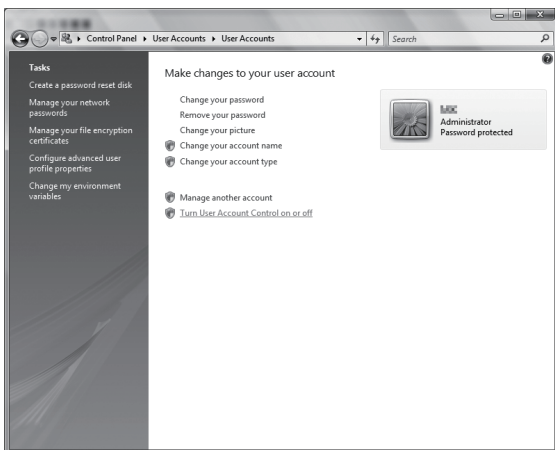 Control Panel
User Accounts
User Accounts
Search
Tasks
Create a password reset disk
Manage your network
passwords
Manage your file encryption
certificates
Configure advanced user
profile properties
Change my environment
variables
Make changes to your user account
Change your password
Remove your password
Change your picture
Change your account name
Change your account type
Manage another account
Turn User Account Control on or off
Administrator
Password protected